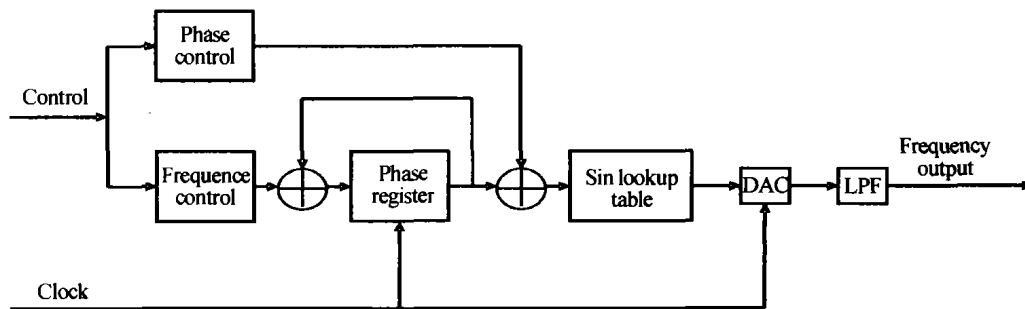 Phase
control
Control
Frequence
control
Phase
register
Sin lookup
table
DAC
LPF
Frequency
output
Clock